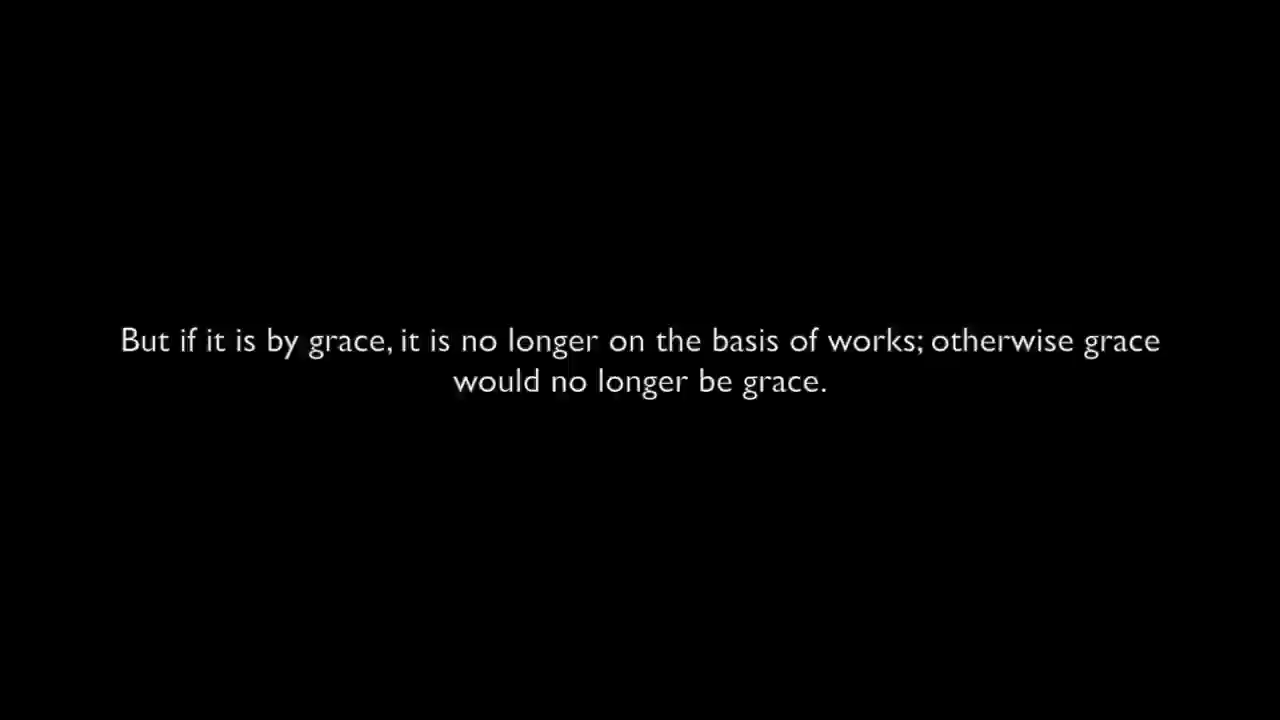 But if it is by grace, it is no longer on the basis of works; otherwise grace
would no longer be grace.